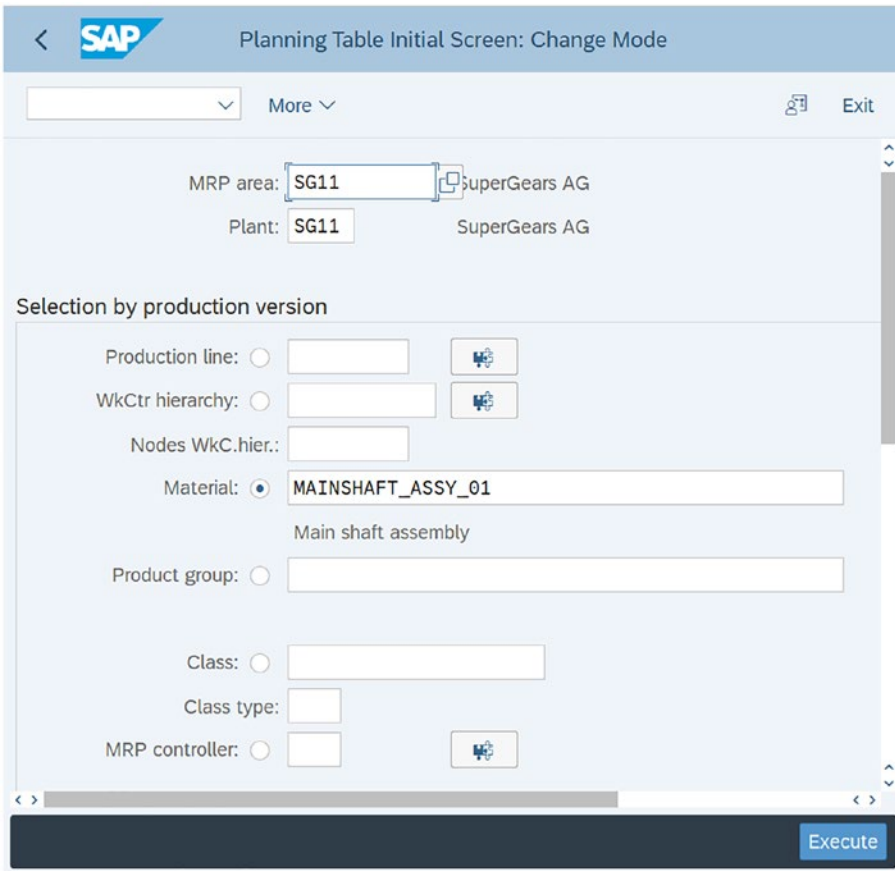 SAP Planning Table Initial Screen: Change Mode
More Exit
MRP area: SG11 SuperGears AG
Plant: SG11 SuperGears AG
Selection by production version
Production line:
WkCtr hierarchy:
Nodes WkC.hier.:
Material: MAINSHAFT_ASSY_01
Main shaft assembly
Product group:
Class:
Class type:
MRP controller:
Execute